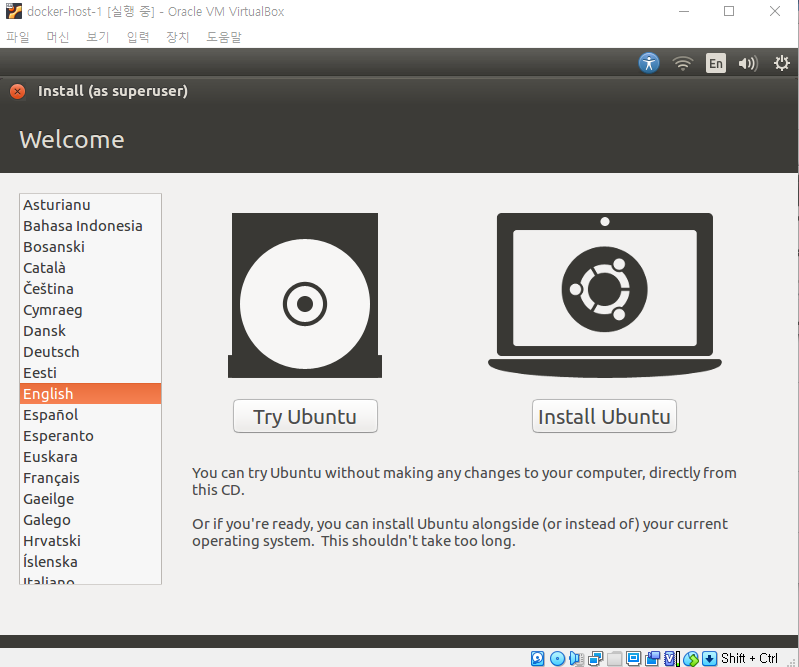 docker-host-1 [실행 중] - Oracle VM VirtualBox
파일 머신 보기 입력 장치 도움말
En
Install (as superuser)
Welcome
Asturianu
Bahasa Indonesia
Bosanski
Català
Čeština
Cymraeg
Dansk
Deutsch
Eesti
English
Español
Esperanto
Euskara
Français
Gaeilge
Galego
Hrvatski
Íslenska
Italiano
Try Ubuntu
Install Ubuntu
You can try Ubuntu without making any changes to your computer, directly from
this CD.
Or if you're ready, you can install Ubuntu alongside (or instead of) your current
operating system. This shouldn't take too long.
Shift + Ctrl